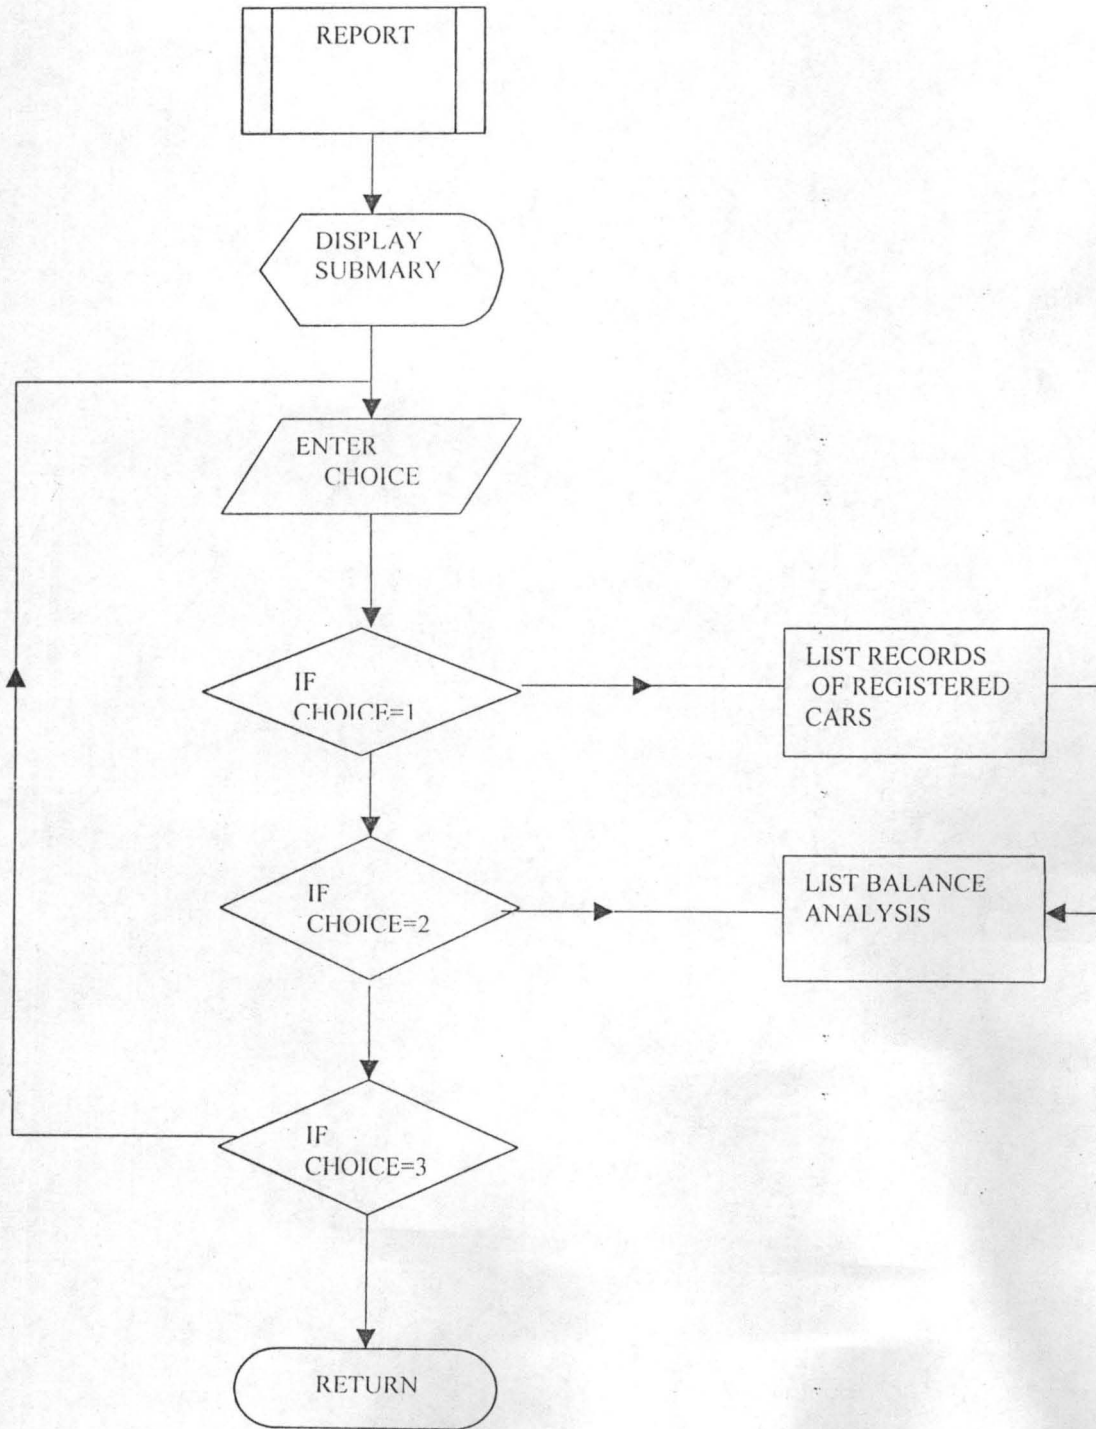 REPORT
DISPLAY
SUBMARY
ENTER
CHOICE
IF
CHOICE=1
LIST RECORDS
OF REGISTERED
CARS
IF
CHOICE=2
LIST BALANCE
ANALYSIS
IF
CHOICE=3
RETURN